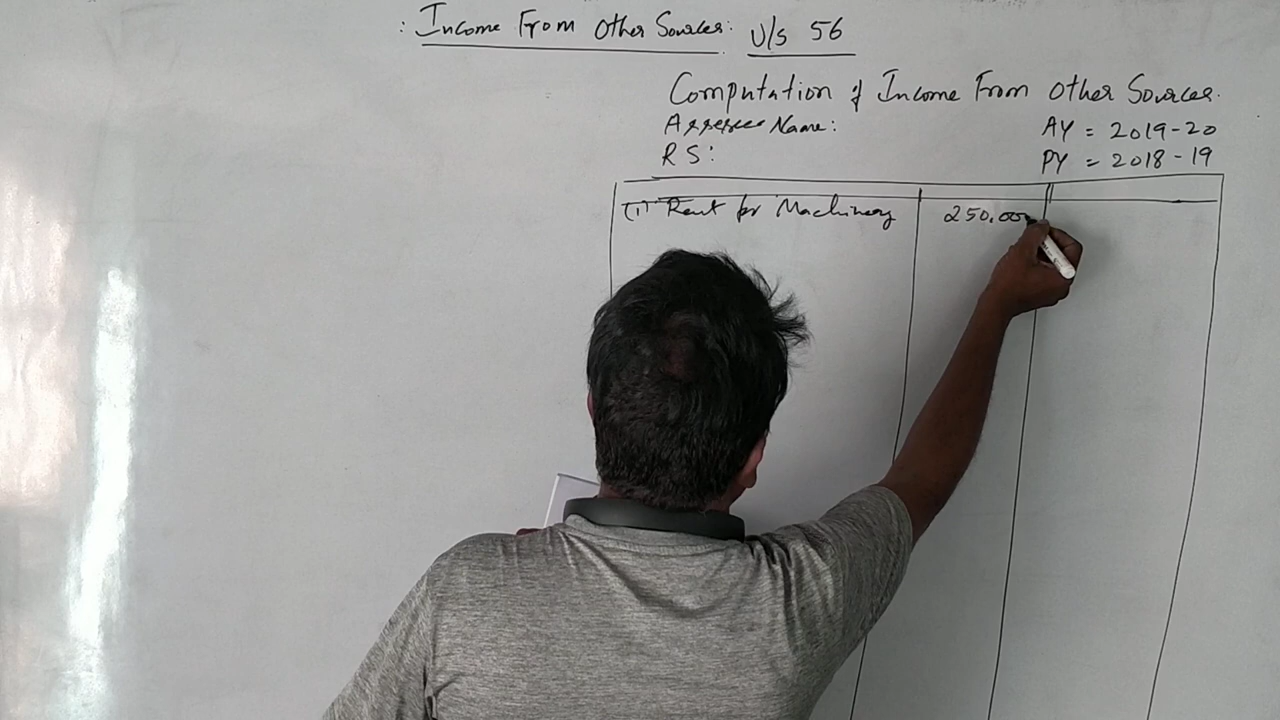 : Income From Other Sources: U/s 56
Computation of Income From Other Sources.
Assessee Name: AY = 2019-20
RS: PY = 2018-19
(1) Rent for Machinery 250,000